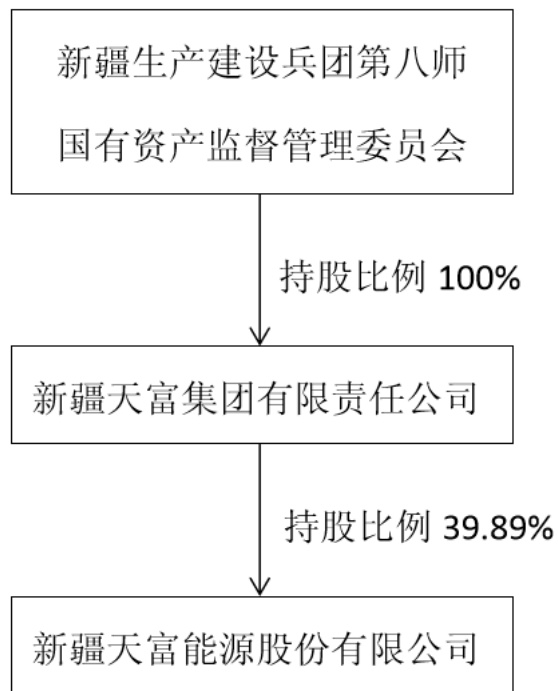 新疆生产建设兵团第八师
国有资产监督管理委员会
持股比例 100%
新疆天富集团有限责任公司
持股比例 39.89%
新疆天富能源股份有限公司